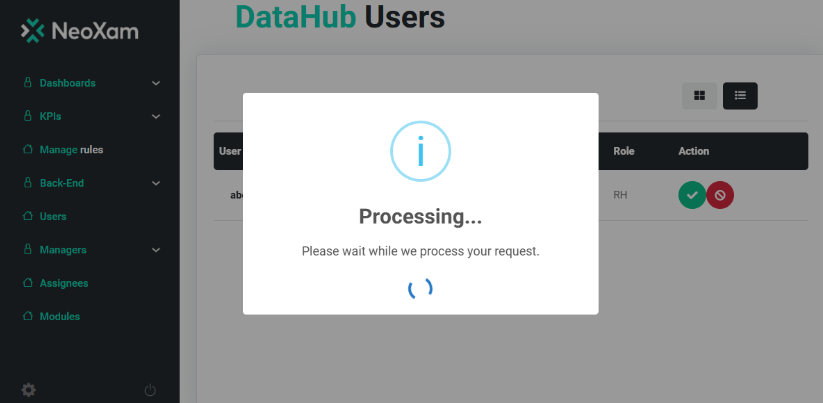 DataHub Users
NeoXam
Dashboards
KPIs
Manage rules
Back-End
Users
Managers
Assignees
Modules
User
Role
Action
RH
i
Processing...
Please wait while we process your request.